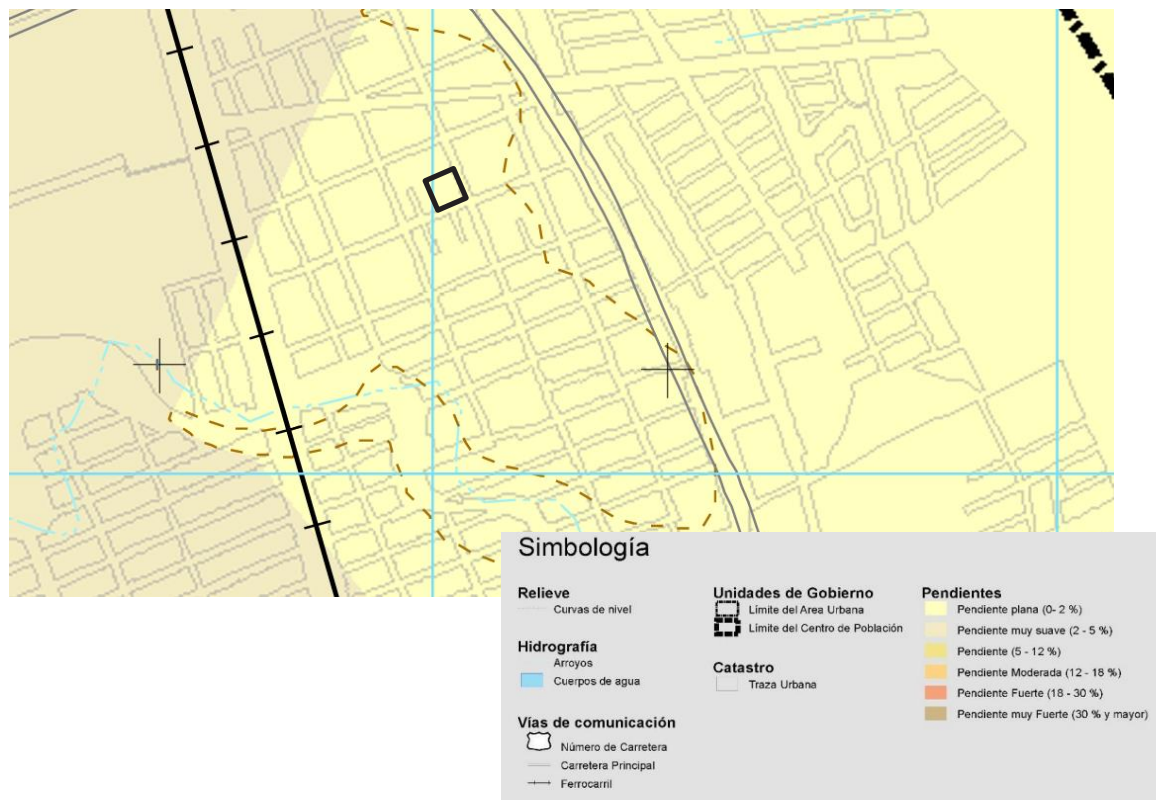 Simbología
Relieve
Curvas de nivel
Hidrografía
Arroyos
Cuerpos de agua
Vías de comunicación
Número de Carretera
Carretera Principal
Ferrocarril
Unidades de Gobierno
Límite del Area Urbana
Límite del Centro de Población
Catastro
Traza Urbana
Pendientes
Pendiente plana (0- 2 %)
Pendiente muy suave (2 - 5 %)
Pendiente (5 - 12 %)
Pendiente Moderada (12 - 18 %)
Pendiente Fuerte (18 - 30 %)
Pendiente muy Fuerte (30 % y mayor)